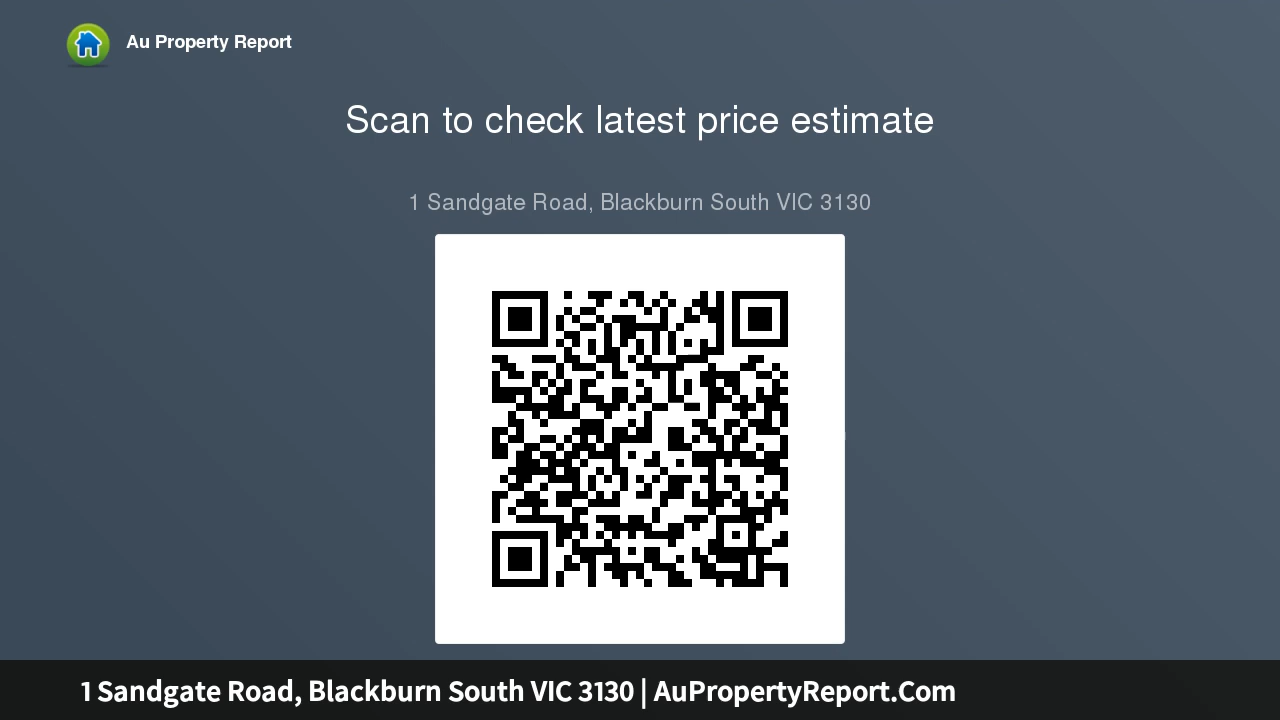 Au Property Report
Scan to check latest price estimate
1 Sandgate Road, Blackburn South VIC 3130
1 Sandgate Road, Blackburn South VIC 3130 | AuPropertyReport.Com